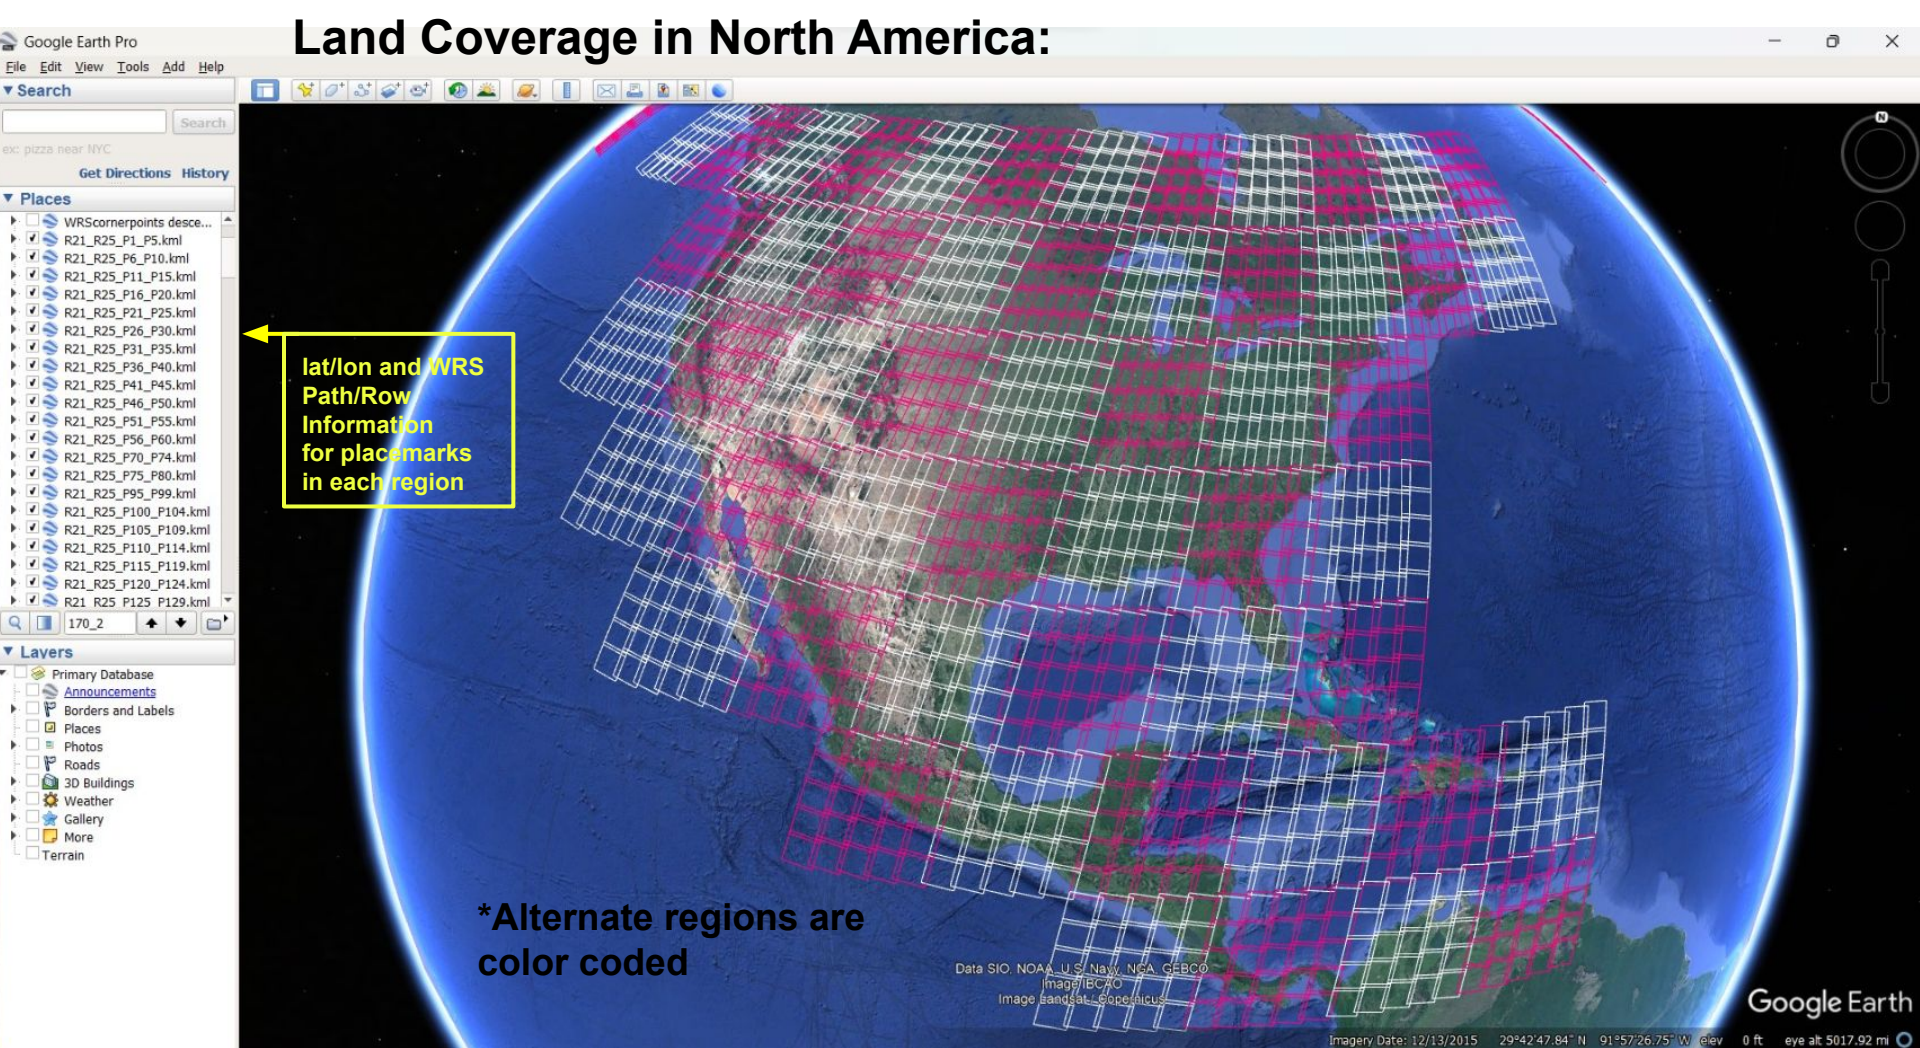 Land Coverage in North America:
Google Earth Pro
File Edit View Tools Add Help
Search
Search
ex: pizza near NYC
Get Directions History
Places
WRScornerpoints desce...
R21_R25_P1_P5.kml
R21_R25_P6_P10.kml
R21_R25_P11_P15.kml
R21_R25_P16_P20.kml
R21_R25_P21_P25.kml
R21_R25_P26_P30.kml
R21_R25_P31_P35.kml
R21_R25_P36_P40.kml
R21_R25_P41_P45.kml
R21_R25_P46_P50.kml
R21_R25_P51_P55.kml
R21_R25_P56_P60.kml
R21_R25_P70_P74.kml
R21_R25_P75_P80.kml
R21_R25_P95_P99.kml
R21_R25_P100_P104.kml
R21_R25_P105_P109.kml
R21_R25_P110_P114.kml
R21_R25_P115_P119.kml
R21_R25_P120_P124.kml
R21_R25_P125_P129.kml
170_2
Layers
Primary Database
Announcements
Borders and Labels
Places
Photos
Roads
3D Buildings
Weather
Gallery
More
Terrain
lat/lon and WRS
Path/Row
Information
for placemarks
in each region
N
*Alternate regions are
color coded
Data SIO, NOAA, U.S. Navy, NGA, GEBCO
Image IBCAO
Image Landsat / Copernicus
Google Earth
Imagery Date: 12/13/2015 29°42'47.84" N 91°57'26.75" W elev 0 ft eye alt 5017.92 mi